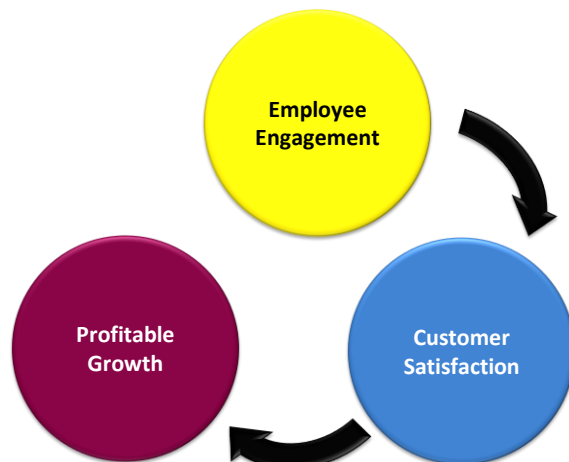 Employee
Engagement
Customer
Satisfaction
Profitable
Growth